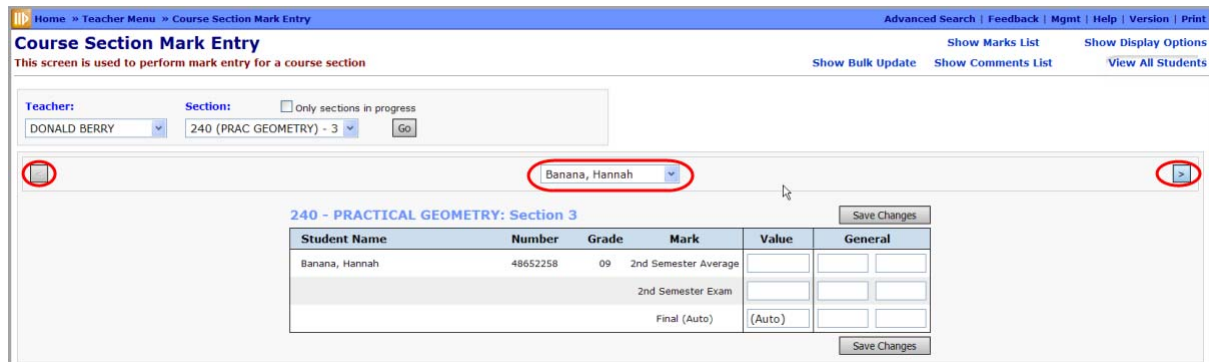 Home » Teacher Menu » Course Section Mark Entry
Advanced Search | Feedback | Mgmt | Help | Version | Print
Course Section Mark Entry
Show Marks List Show Display Options
This screen is used to perform mark entry for a course section
Show Bulk Update Show Comments List View All Students
Teacher: Section: Only sections in progress
DONALD BERRY 240 (PRAC GEOMETRY) - 3 Go
< Banana, Hannah >
240 - PRACTICAL GEOMETRY: Section 3 Save Changes
Student Name Number Grade Mark Value General
Banana, Hannah 48652258 09 2nd Semester Average
2nd Semester Exam
Final (Auto) (Auto)
Save Changes